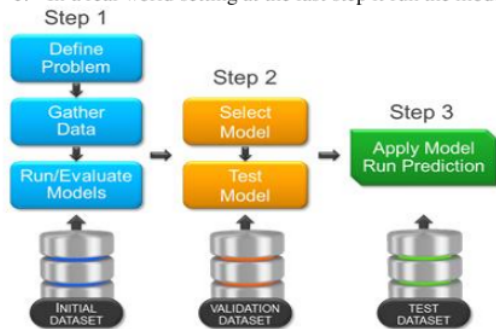 Step 1
Define
Problem
Gather
Data
Run/Evaluate
Models
INITIAL
DATASET
Step 2
Select
Model
Test
Model
VALIDATION
DATASET
Step 3
Apply Model
Run Prediction
TEST
DATASET